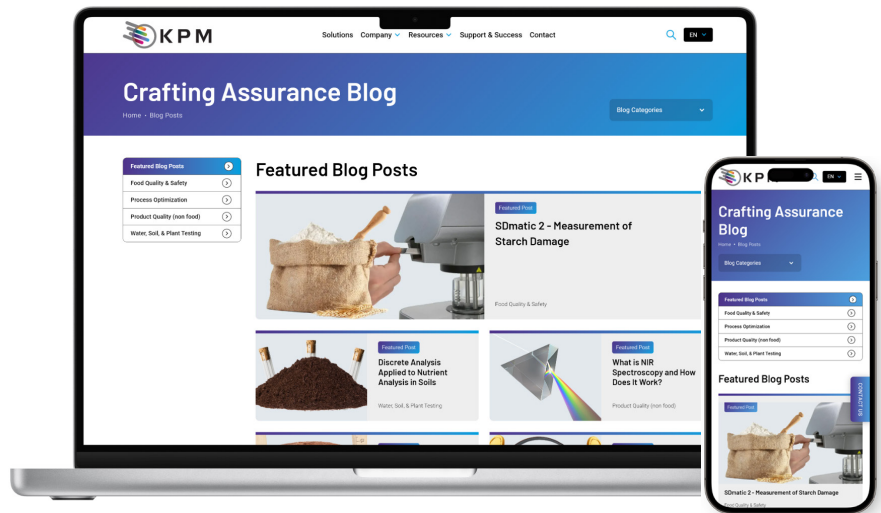 KPM
Solutions Company Resources Support & Success Contact EN
Crafting Assurance Blog
Home • Blog Posts
Blog Categories
Featured Blog Posts
Food Quality & Safety
Process Optimization
Product Quality (non food)
Water, Soil, & Plant Testing
Featured Blog Posts
Featured Post
SDmatic 2 - Measurement of
Starch Damage
Food Quality & Safety
Featured Post
Discrete Analysis
Applied to Nutrient
Analysis in Soils
Water, Soil, & Plant Testing
Featured Post
What is NIR
Spectroscopy and How
Does It Work?
Product Quality (non food)
KP
EN
Crafting Assurance
Blog
Home • Blog Posts
Blog Categories
Featured Blog Posts
Food Quality & Safety
Process Optimization
Product Quality (non food)
Water, Soil, & Plant Testing
Featured Blog Posts
CONTACT US
Featured Post
SDmatic 2 - Measurement of Starch Damage
Food Quality & Safety